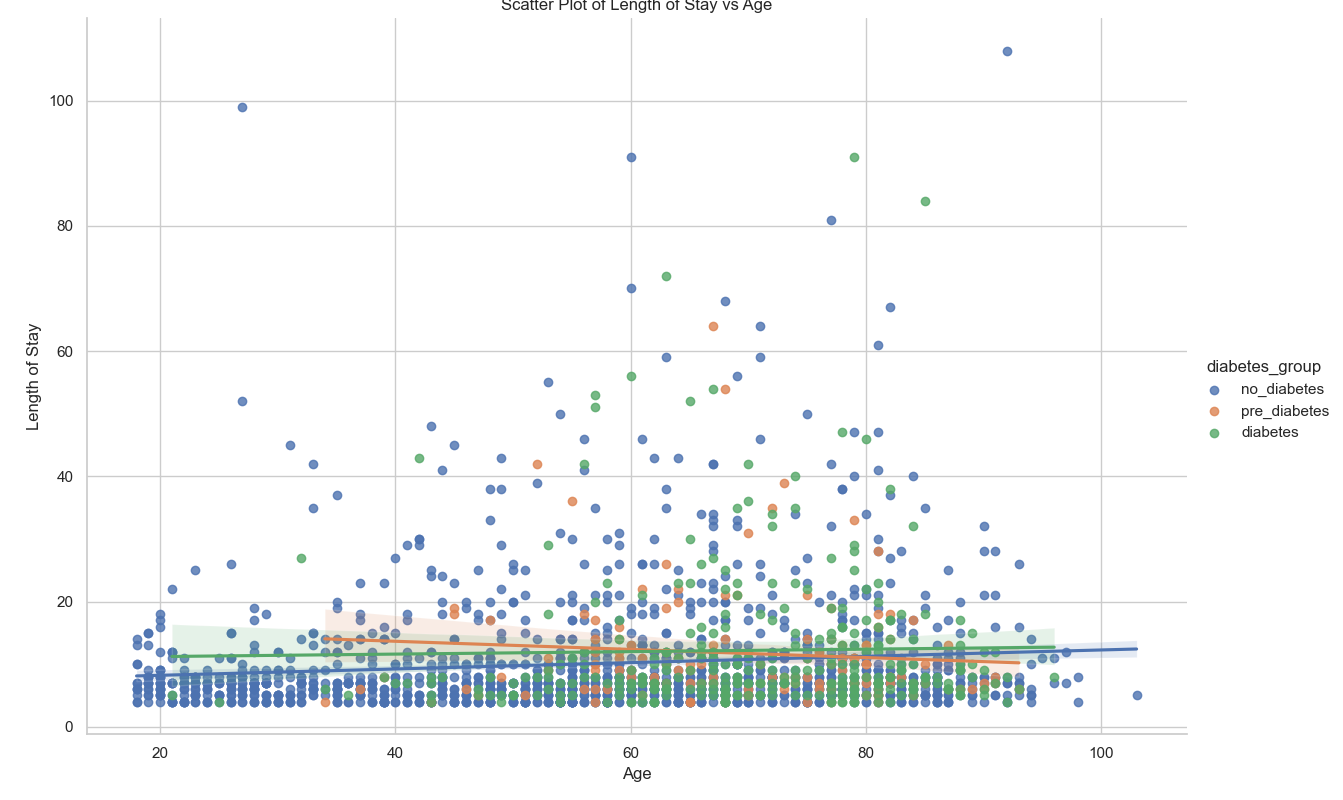 Scatter Plot of Length of Stay vs Age
100
80
60
40
20
0
Length of Stay
20
40
60
80
100
Age
diabetes_group
no_diabetes
pre_diabetes
diabetes